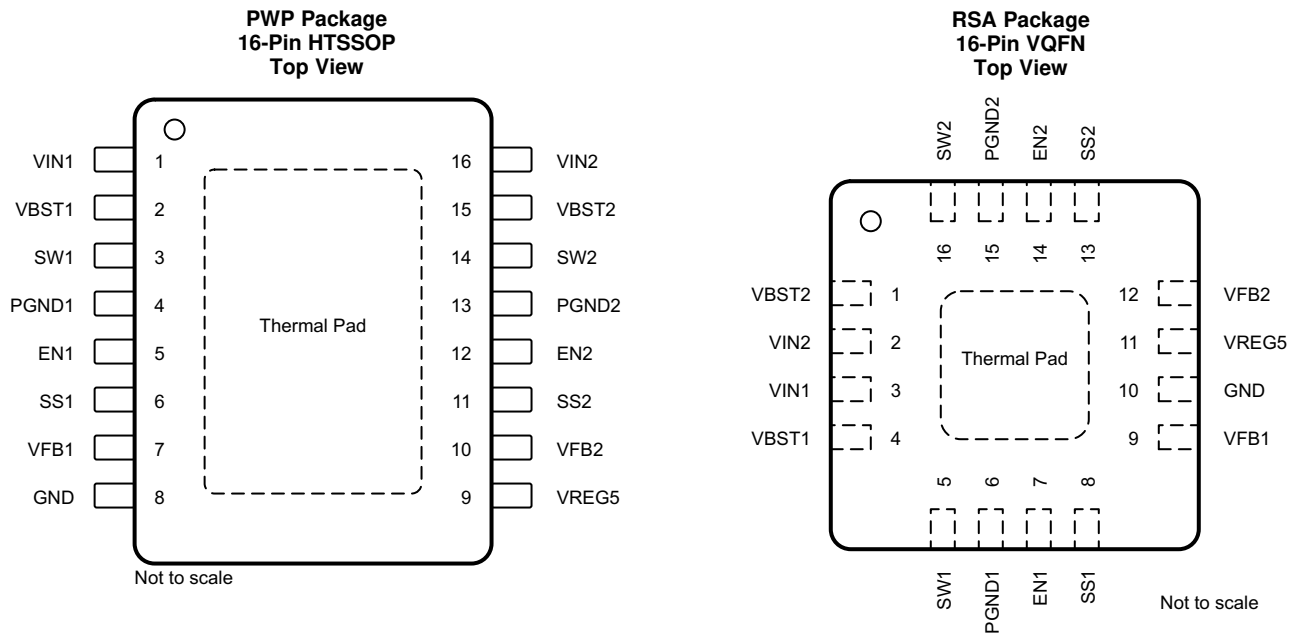 PWP Package
16-Pin HTSSOP
Top View
VIN1 1
VBST1 2
SW1 3
PGND1 4
EN1 5
SS1 6
VFB1 7
GND 8
Thermal Pad
16 VIN2
15 VBST2
14 SW2
13 PGND2
12 EN2
11 SS2
10 VFB2
9 VREG5
Not to scale
RSA Package
16-Pin VQFN
Top View
SW2 PGND2 EN2 SS2
16 15 14 13
VBST2 1
VIN2 2
VIN1 3
VBST1 4
Thermal Pad
12 VFB2
11 VREG5
10 GND
9 VFB1
5 6 7 8
SW1 PGND1 EN1 SS1
Not to scale